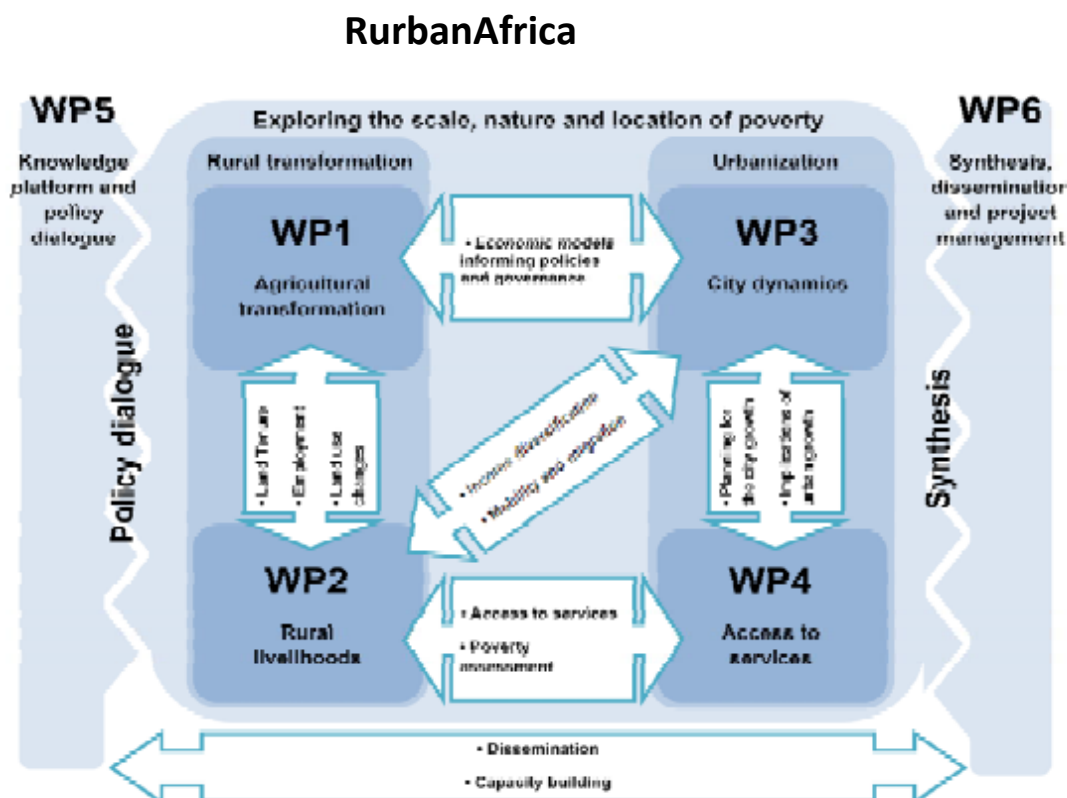 RurbanAfrica
WP5
Knowledge
platform and
policy
dialogue
Policy dialogue
Exploring the scale, nature and location of poverty
Rural transformation
WP1
Agricultural
transformation
• Economic models
informing policies
and governance
Urbanization
WP3
City dynamics
• Land Tenure
• Employment
• Land use
changes
• Income diversification
• Mobility and migration
• Planning for
the city growth
• Implications of
urban growth
WP2
Rural
livelihoods
• Access to services
• Poverty
assessment
WP4
Access to
services
WP6
Synthesis,
dissemination
and project
management
Synthesis
• Dissemination
• Capacity building